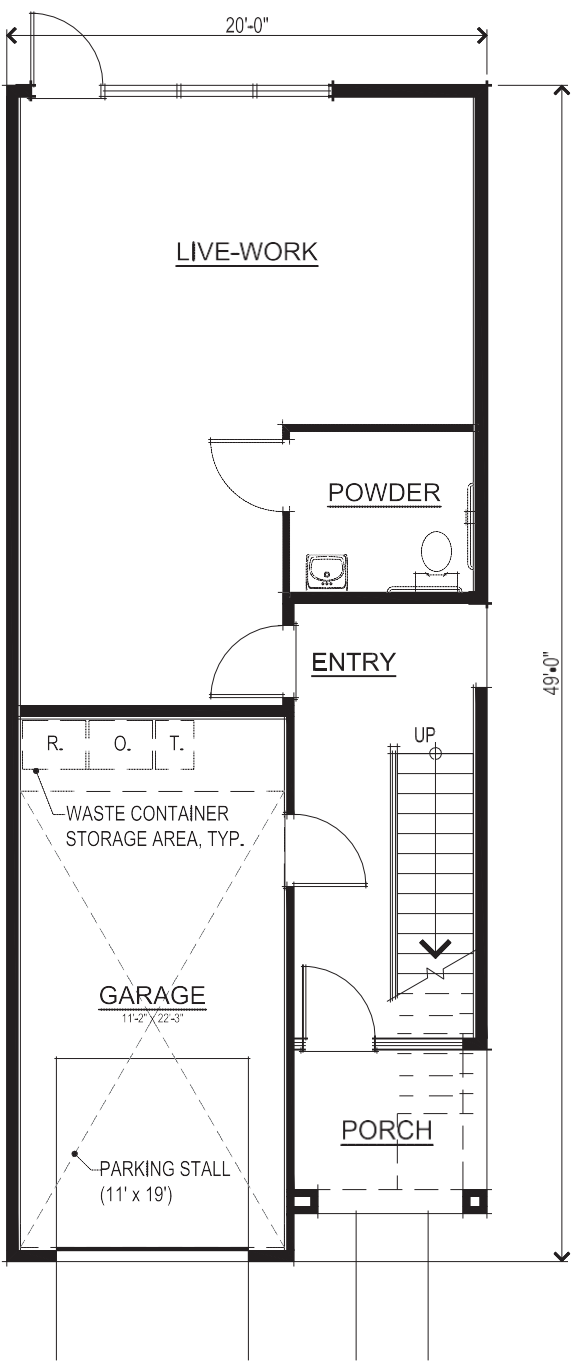 20'-0"
LIVE-WORK
POWDER
ENTRY
49'-0"
UP
R. O. T.
WASTE CONTAINER
STORAGE AREA, TYP.
GARAGE
11'-2" X 22'-3"
PORCH
PARKING STALL
(11' x 19')